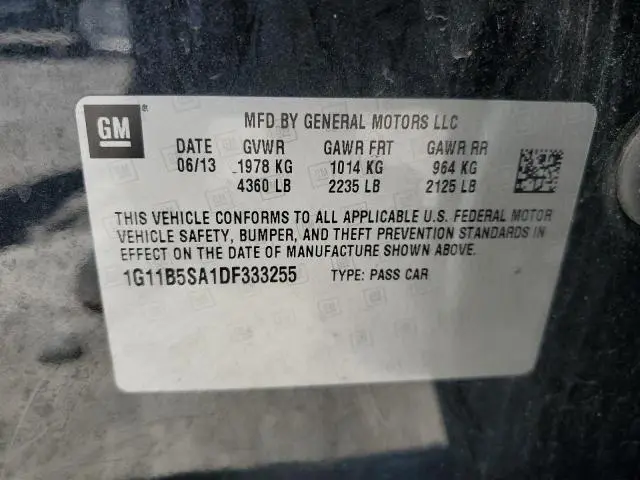 GM
MFD BY GENERAL MOTORS LLC
DATE GVWR GAWR FRT GAWR RR
06/13 1978 KG 1014 KG 964 KG
4360 LB 2235 LB 2125 LB
THIS VEHICLE CONFORMS TO ALL APPLICABLE U.S. FEDERAL MOTOR
VEHICLE SAFETY, BUMPER, AND THEFT PREVENTION STANDARDS IN
EFFECT ON THE DATE OF MANUFACTURE SHOWN ABOVE.
1G11B5SA1DF333255 TYPE: PASS CAR